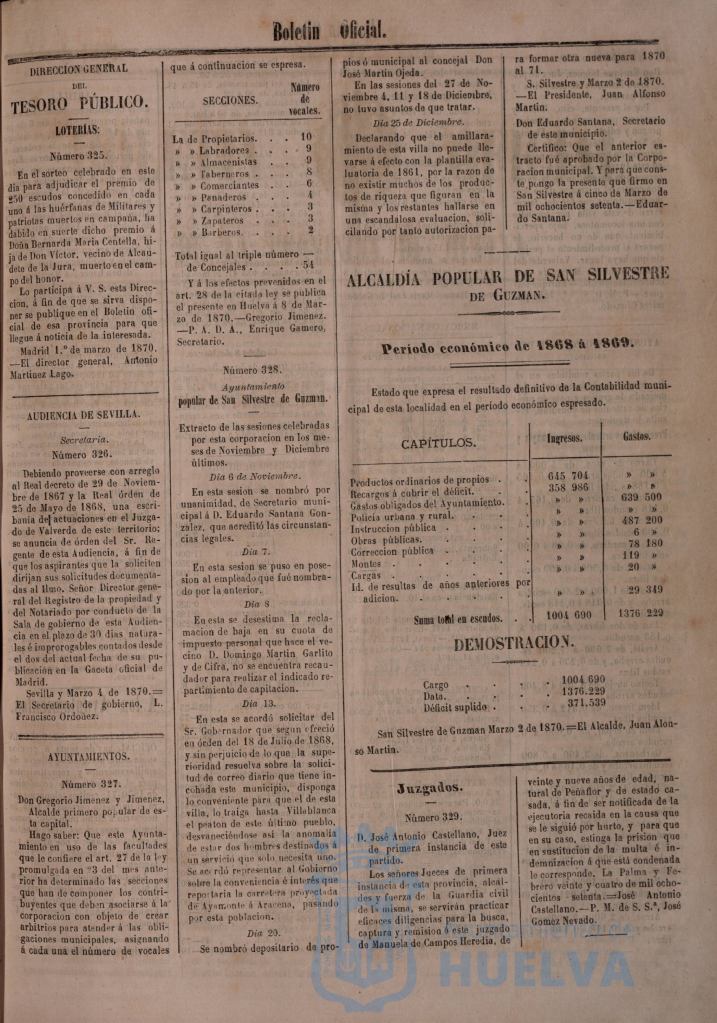 Boletin Oficial.
DIRECCION GENERAL
DEL
TESORO PÚBLICO.
LOTERÍAS:
Número 325.
En el sorteo celebrado en este
dia para adjudicar el premio de
250 escudos concedido en cada
uno á las huérfanas de Militares y
patriotas muertos en campaña, ha
cabido en suerte dicho premio á
Doña Bernarda Maria Centella, hi-
ja de Don Víctor, vecino de Alcau-
dete de la Jura, muerto en el cam-
po del honor.
Lo participá á V. S. esta Direc-
cion, á fin de que se sirva dispo-
ner se publique en el Boletin ofi-
cial de esa provincia para que
llegue á noticia de la interesada.
Madrid 1.º de marzo de 1870.
—El director general, Antonio
Martinez Lago.
AUDIENCIA DE SEVILLA.
Secretaria.
Número 326.
Debiendo proveerse con arreglo
al Real decreto de 29 de Noviem-
bre de 1867 y la Real órden de
25 de Mayo de 1868, una escri-
bania de actuaciones en el Juzga-
do de Valverde de este territorio;
se anuncia de órden del Sr. Re-
gente de esta Audiencia, á fin de
que los aspirantes que la soliciten
dirijan sus solicitudes documenta-
das al Ilmo. Señor Director gene-
ral del Registro de la propiedad y
del Notariado por conducto de la
Sala de gobierno de esta Audien-
cia en el plazo de 30 dias natura-
les é improrogables contados desde
el dos del actual fecha de su pu-
blicacion en la Gaceta oficial de
Madrid.
Sevilla y Marzo 4 de 1870.=
El Secretario de gobierno, L.
Francisco Ordoñez.
AYUNTAMIENTOS.
Número 327.
Don Gregorio Jimenez y Jimenez,
Alcalde primero popular de es-
ta capital.
Hago saber: Que este Ayunta-
miento en uso de las facultades
que le confiere el art. 27 de la ley
promulgada en 23 del mes ante-
rior ha determinado las secciones
que han de componer los contri-
buyentes que deben asociarse á la
corporacion con objeto de crear
arbitrios para atender á las obli-
gaciones municipales, asignando
á cada una el número de vocales
que á continuacion se espresa.
SECCIONES. Número de vocales.
La de Propietarios. . . 10
» » Labradores . . . 9
» » Almacenistas . . 9
» » Taberneros . . . 8
» » Comerciantes . . 6
» » Panaderos . . . 4
» » Carpinteros . . . 3
» » Zapateros . . . 3
» » Barberos. . . . 2
Total igual al triple número —
de Concejales . . . . 54
Y á los efectos prevenidos en el
art. 28 de la citada ley se publica
el presente en Huelva á 8 de Mar-
zo de 1870.—Gregorio Jimenez.
—P. A. D. A., Enrique Gamero,
Secretario.
Número 328.
Ayuntamiento
popular de San Silvestre de Guzman.
Extracto de las sesiones celebradas
por esta corporacion en los me-
ses de Noviembre y Diciembre
últimos.
Dia 6 de Noviembre.
En esta sesion se nombró por
unanimidad, de Secretario muni-
cipal á D. Eduardo Santana Gon-
zalez, que acreditó las circunstan-
cias legales.
Dia 7.
En esta sesion se puso en pose-
sion al empleado que fué nombra-
do por la anterior.
Dia 8
En esta se desestima la recla-
macion de baja en su cuota de
impuesto personal que hace el ve-
cino D. Domingo Martin Garlito
y de Cifra, no se encuentra recau-
dador para realizar el indicado re-
partimiento de capitacion.
Dia 13.
En esta se acordó solicitar del
Sr. Gobernador que segun ofreció
en órden del 18 de Julio de 1868,
y sin perjuicio de lo que la supe-
rioridad resuelva sobre la solici-
tud de correo diario que tiene in-
cohada este municipio, disponga
lo conveniente para que el de esta
villa, lo traiga hasta Villablanca
el peaton de este último pueblo,
desvaneciéndose asi la anomalía
de estar dos hombres destinados á
un servicio que solo necesita uno.
Se acordó representar al Gobierno
sobre la conveniencia é interés que
reportaria la carretera proyectada
de Ayamonte á Aracena, pasando
por esta poblacion.
Dia 20.
Se nombró depositario de pro-
pios ó municipal al concejal Don
José Martin Ojeda.
En las sesiones del 27 de No-
viembre 4, 11 y 18 de Diciembre,
no tuvo asuntos de que tratar.
Dia 25 de Diciembre.
Declarando que el amillara-
miento de esta villa no puede lle-
varse á efecto con la plantilla eva-
luatoria de 1861, por la razon de
no existir muchos de los produc-
tos de riqueza que figuran en la
misma y los restantes hallarse en
una escandalosa evaluacion, soli-
cilando por tanto autorizacion pa-
ra formar otra nueva para 1870
al 71.
S. Silvestre y Marzo 2 de 1870.
—El Presidente, Juan Alfonso
Martin.
Don Eduardo Santana, Secretario
de este municipio.
Certifico: Que el anterior es-
tracto fué aprobado por la Corpo-
racion municipal. Y para que cons-
te pongo la presente que firmo en
San Silvestre á cinco de Marzo de
mil ochocientos setenta.—Eduar-
do Santana.
ALCALDÍA POPULAR DE SAN SILVESTRE
DE GUZMAN.
Período económico de 1868 á 1869.
Estado que expresa el resultado definitivo de la Contabilidad muni-
cipal de esta localidad en el período económico espresado.
CAPÍTULOS. Ingresos. Gastos.
Productos ordinarios de propios . . 645 704 » »
Recargos á cubrir el déficit. . . 358 986 » »
Gastos obligados del Ayuntamiento. . » » 639 500
Policía urbana y rural. . . . » » » »
Instruccion pública . . . . » » 487 200
Obras públicas. . . . . » » 6 »
Correccion pública . . . . » » 78 180
Montes . . . . . » » 119 »
Cargas . . . . . » » 20 »
Id. de resultas de años anteriores por
adicion. . . . . . » » 29 349
Suma total en escudos. . . 1004 690 1376 229
DEMOSTRACION.
Cargo . . . . 1004.690
Data. . . . . 1376.229
Déficit suplido . . . 371.539
San Silvestre de Guzman Marzo 2 de 1870.=El Alcalde, Juan Alon-
so Martin.
Juzgados.
Número 329.
D. José Antonio Castellano, Juez
de primera instancia de este
partido.
Los señores Jueces de primera
instancia de esta provincia, alcal-
des y fuerza de la Guardia civil
de la misma, se servirán practicar
eficaces diligencias para la busca,
captura y remision á este juzgado
de Manuela de Campos Heredia, de
veinte y nueve años de edad, na-
tural de Peñaflor y de estado ca-
sada, á fin de ser notificada de la
ejecutoria recaida en la causa que
se le siguió por hurto, y para que
en su caso, estinga la prision que
en sustitucion de la multa é in-
demnizacion á que está condenada
le corresponde. La Palma y Fe-
brero veinte y cuatro de mil ocho-
cientos setenta.=José Antonio
Castellano.—P. M. de S. S.ª, José
Gomez Nevado.
HUELVA